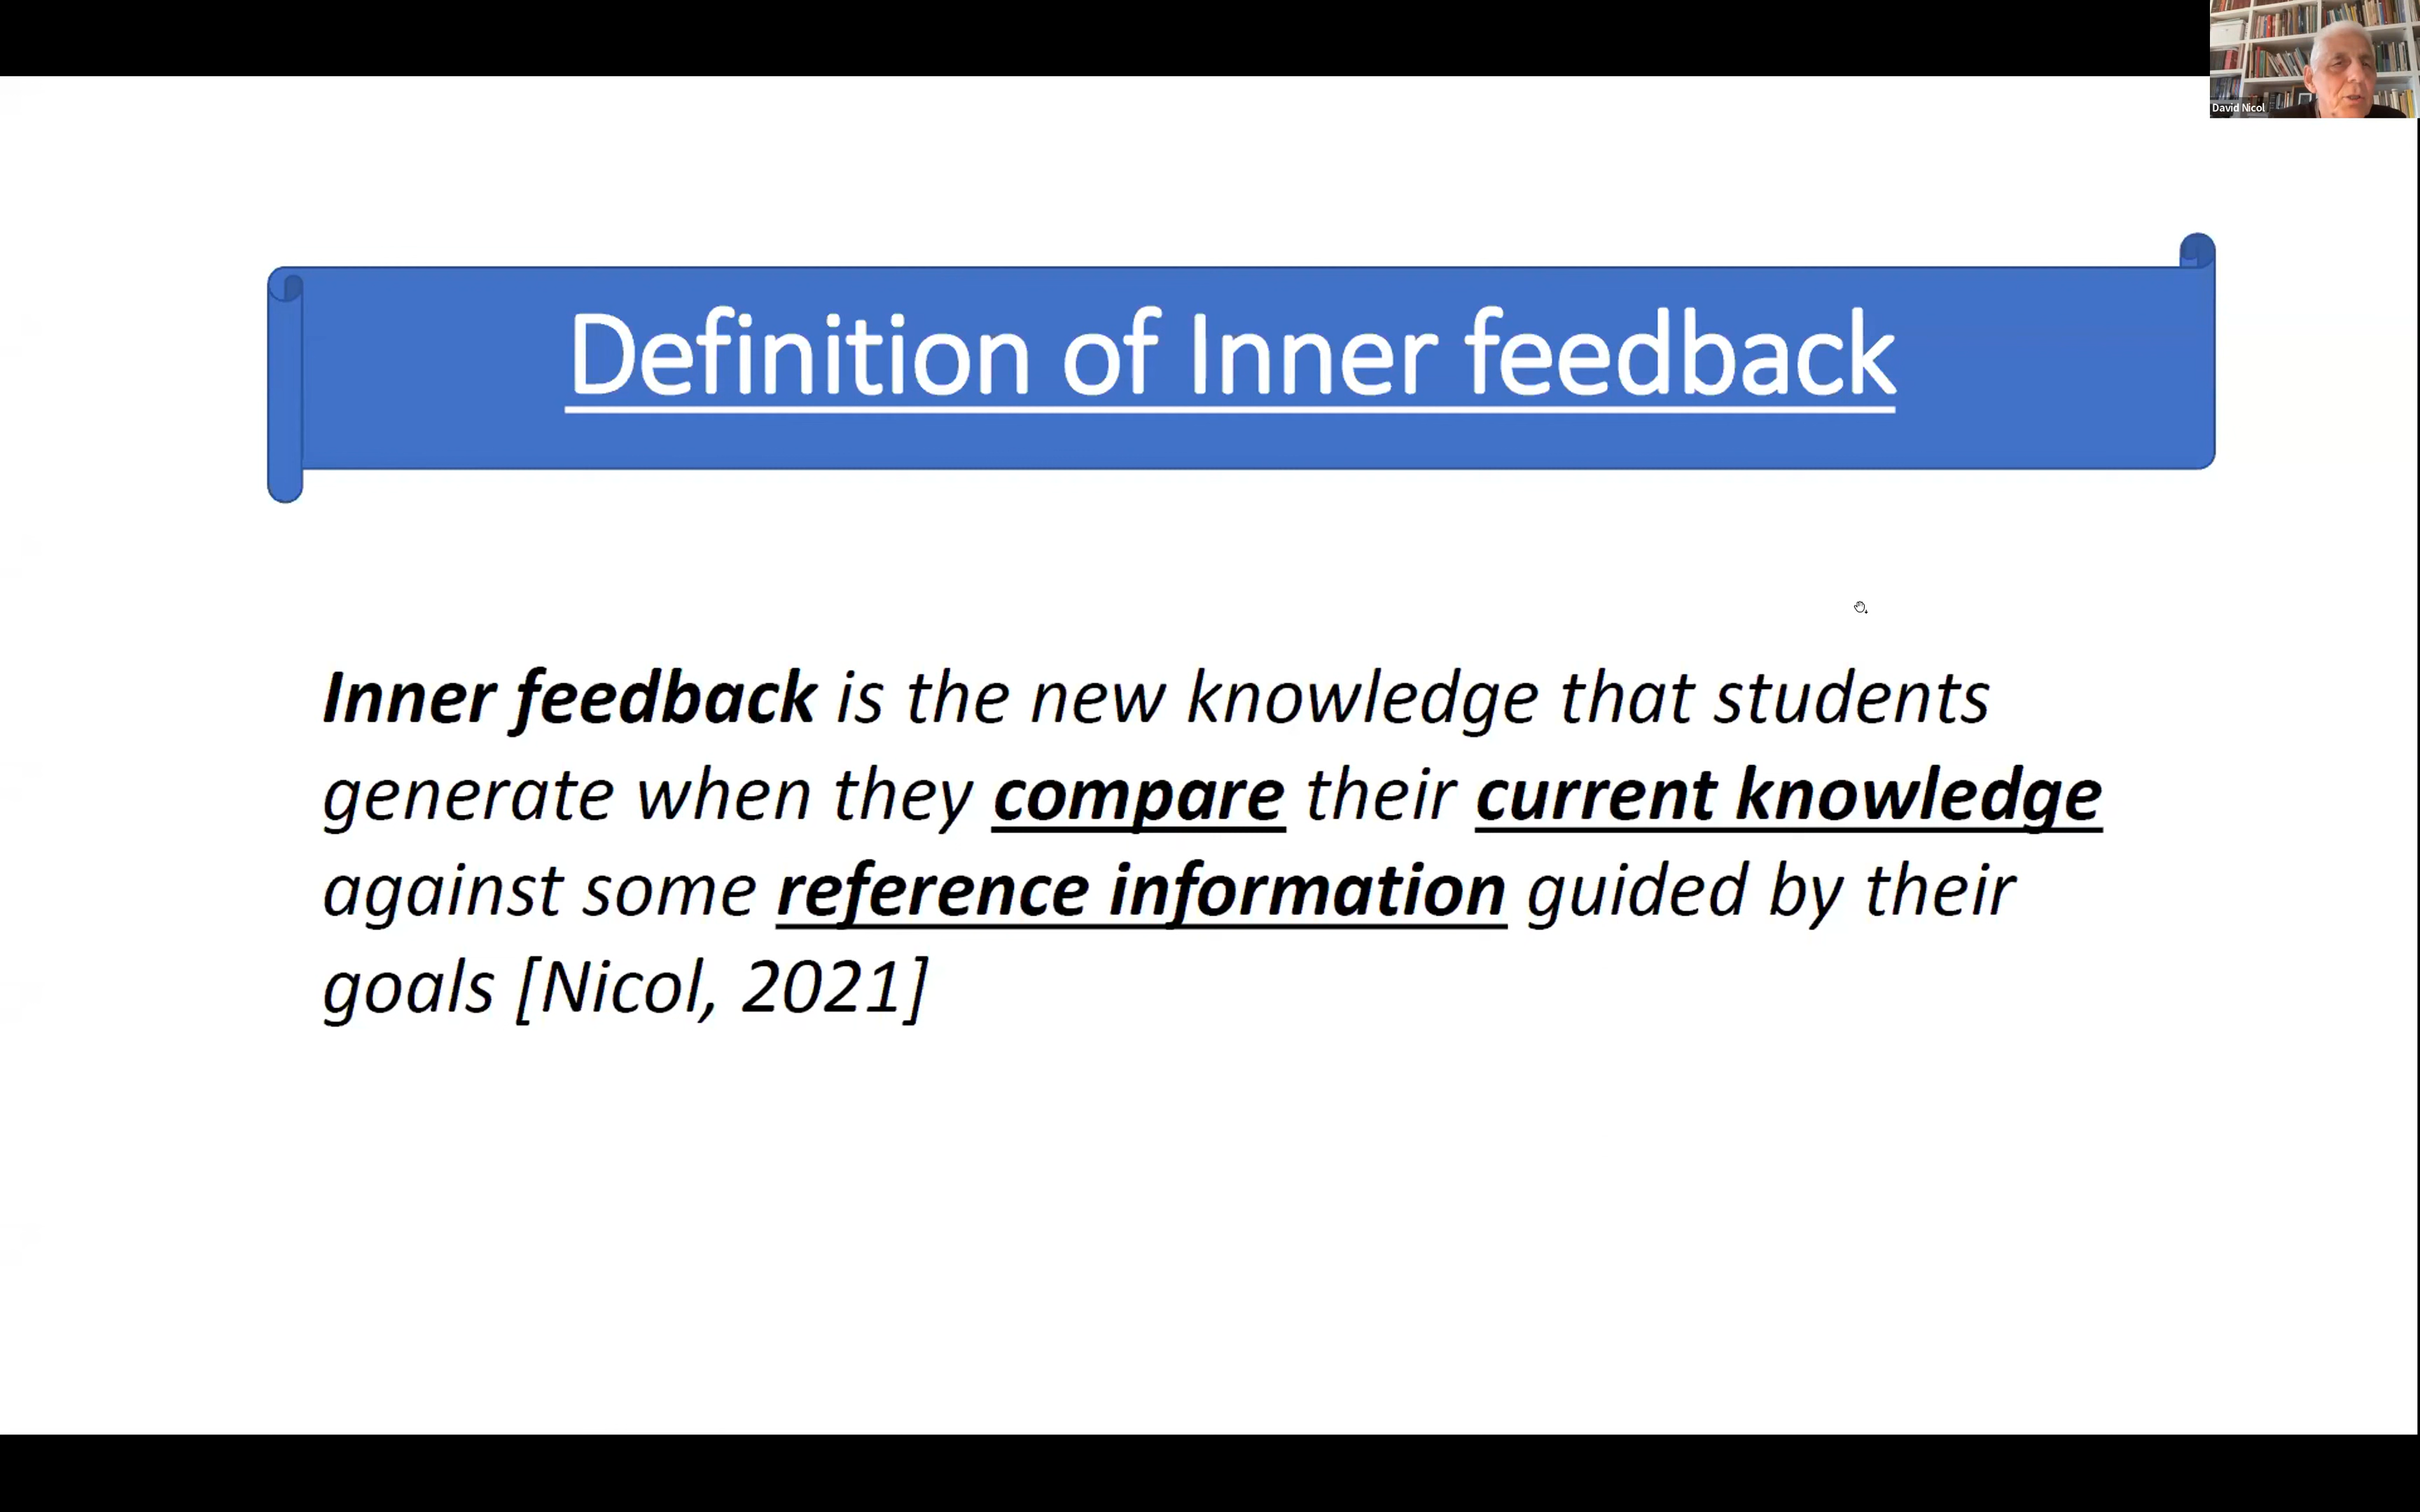 David Nicol
Definition of Inner feedback
Inner feedback is the new knowledge that students
generate when they compare their current knowledge
against some reference information guided by their
goals [Nicol, 2021]